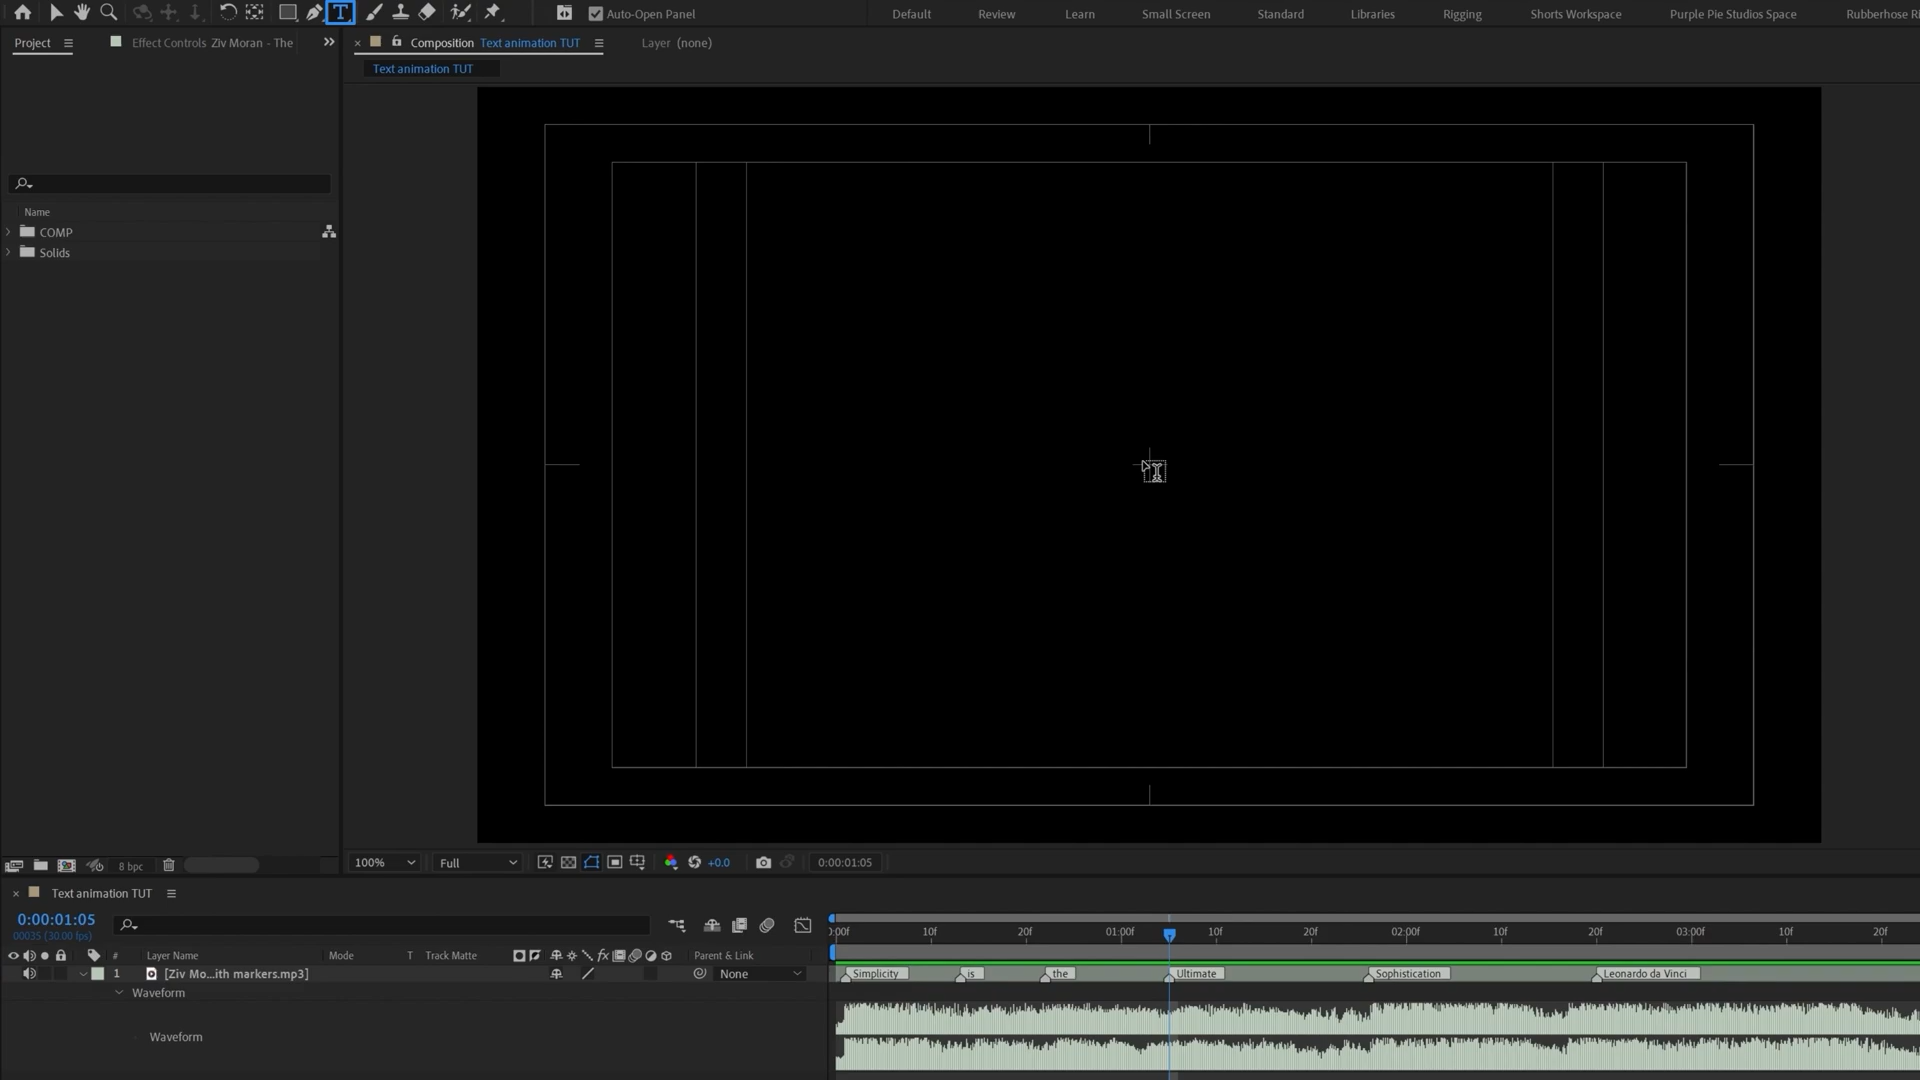 T Auto-Open Panel Default Review Learn Small Screen Standard Libraries Rigging Shorts Workspace Purple Pie Studios Space Rubberhose Ri
Project Effect Controls Ziv Moran - The Composition Text animation TUT Layer (none)
Text animation TUT
Name
COMP
Solids
8 bpc 100% Full +0.0 0:00:01:05
Text animation TUT
0:00:01:05
00035 (30.00 fps) :00f 10f 20f 01:00f 10f 20f 02:00f 10f 20f 03:00f 10f 20f
# Layer Name Mode T Track Matte fx Parent & Link
1 [Ziv Mo...ith markers.mp3] None Simplicity is the Ultimate Sophistication Leonardo da Vinci
Waveform
Waveform